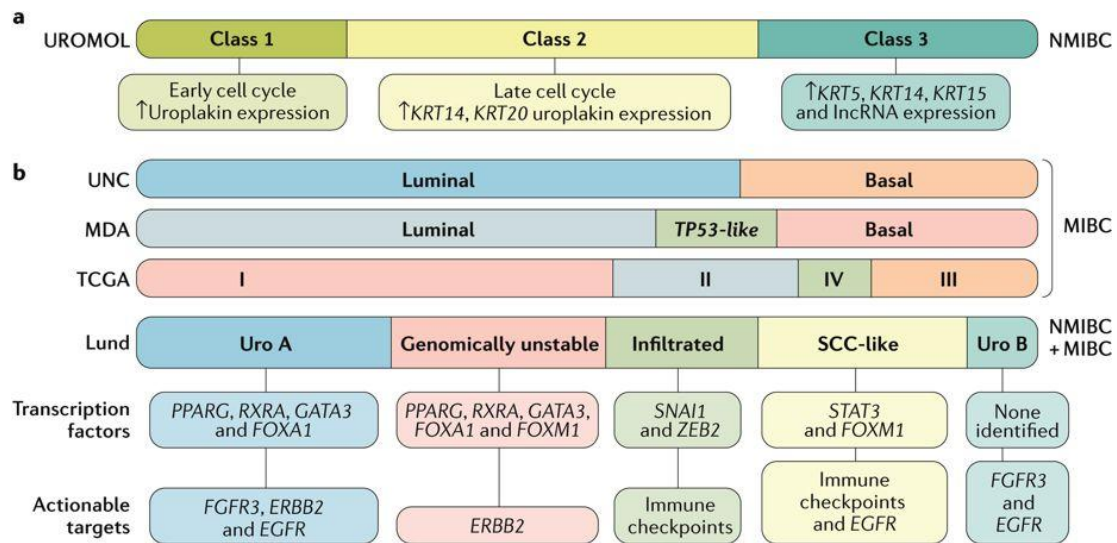 a
UROMOL Class 1 Class 2 Class 3 NMIBC
Early cell cycle
↑Uroplakin expression
Late cell cycle
↑KRT14, KRT20 uroplakin expression
↑KRT5, KRT14, KRT15
and lncRNA expression
b
UNC Luminal Basal
MDA Luminal TP53-like Basal
MIBC
TCGA I II IV III
Lund Uro A Genomically unstable Infiltrated SCC-like Uro B
NMIBC
+ MIBC
Transcription
factors
PPARG, RXRA, GATA3
and FOXA1
PPARG, RXRA, GATA3,
FOXA1 and FOXM1
SNAI1
and ZEB2
STAT3
and FOXM1
None
identified
Actionable
targets
FGFR3, ERBB2
and EGFR
ERBB2
Immune
checkpoints
Immune
checkpoints
and EGFR
FGFR3
and
EGFR